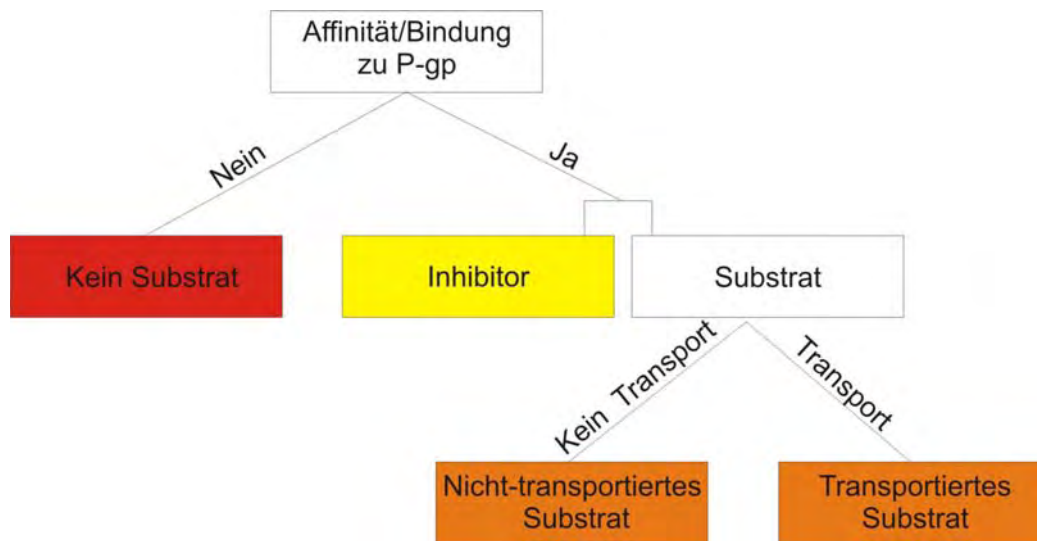 Affinität/Bindung
zu P-gp
Nein
Ja
Kein Substrat
Inhibitor
Substrat
Kein Transport
Transport
Nicht-transportiertes
Substrat
Transportiertes
Substrat